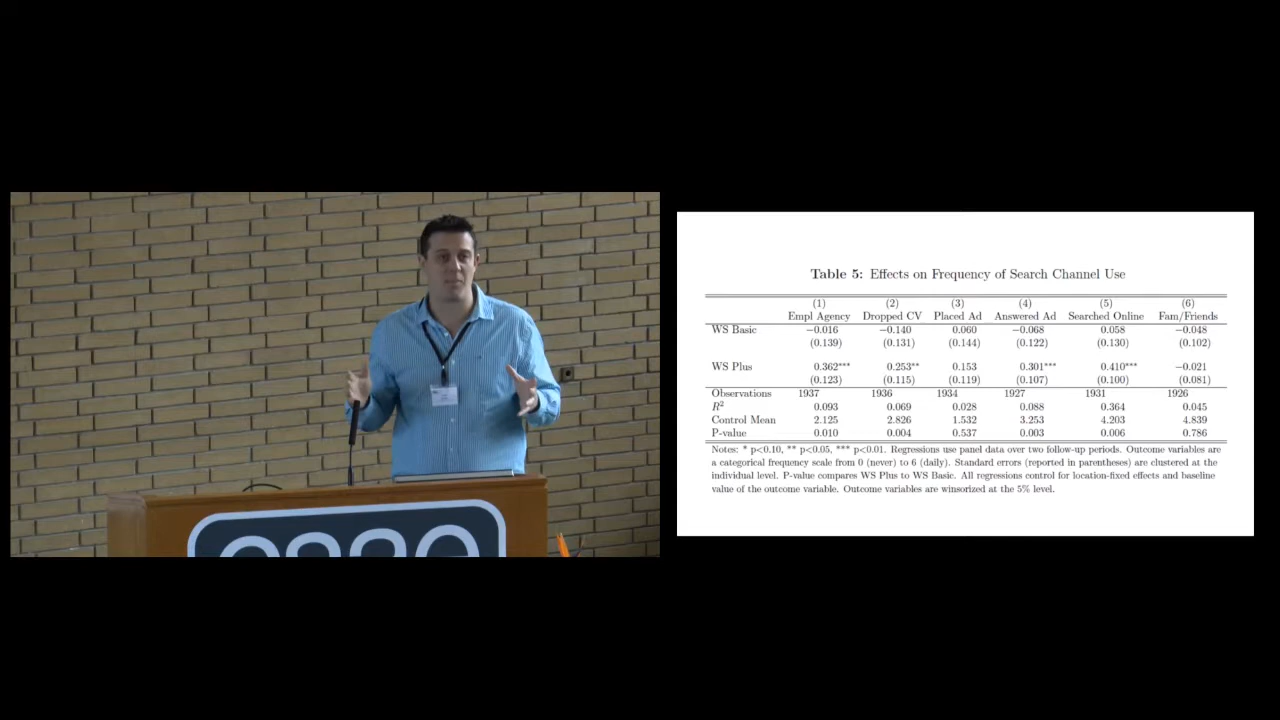 Table 5: Effects on Frequency of Search Channel Use
(1) (2) (3) (4) (5) (6)
Empl Agency Dropped CV Placed Ad Answered Ad Searched Online Fam/Friends
WS Basic −0.016 −0.140 0.060 −0.068 0.058 −0.048
(0.139) (0.131) (0.144) (0.122) (0.130) (0.102)
WS Plus 0.362*** 0.253** 0.153 0.301*** 0.410*** −0.021
(0.123) (0.115) (0.119) (0.107) (0.100) (0.081)
Observations 1937 1936 1934 1927 1931 1926
R² 0.093 0.069 0.028 0.088 0.364 0.045
Control Mean 2.125 2.826 1.532 3.253 4.203 4.839
P-value 0.010 0.004 0.537 0.003 0.006 0.786
Notes: * p<0.10, ** p<0.05, *** p<0.01. Regressions use panel data over two follow-up periods. Outcome variables are
a categorical frequency scale from 0 (never) to 6 (daily). Standard errors (reported in parentheses) are clustered at the
individual level. P-value compares WS Plus to WS Basic. All regressions control for location-fixed effects and baseline
value of the outcome variable. Outcome variables are winsorized at the 5% level.